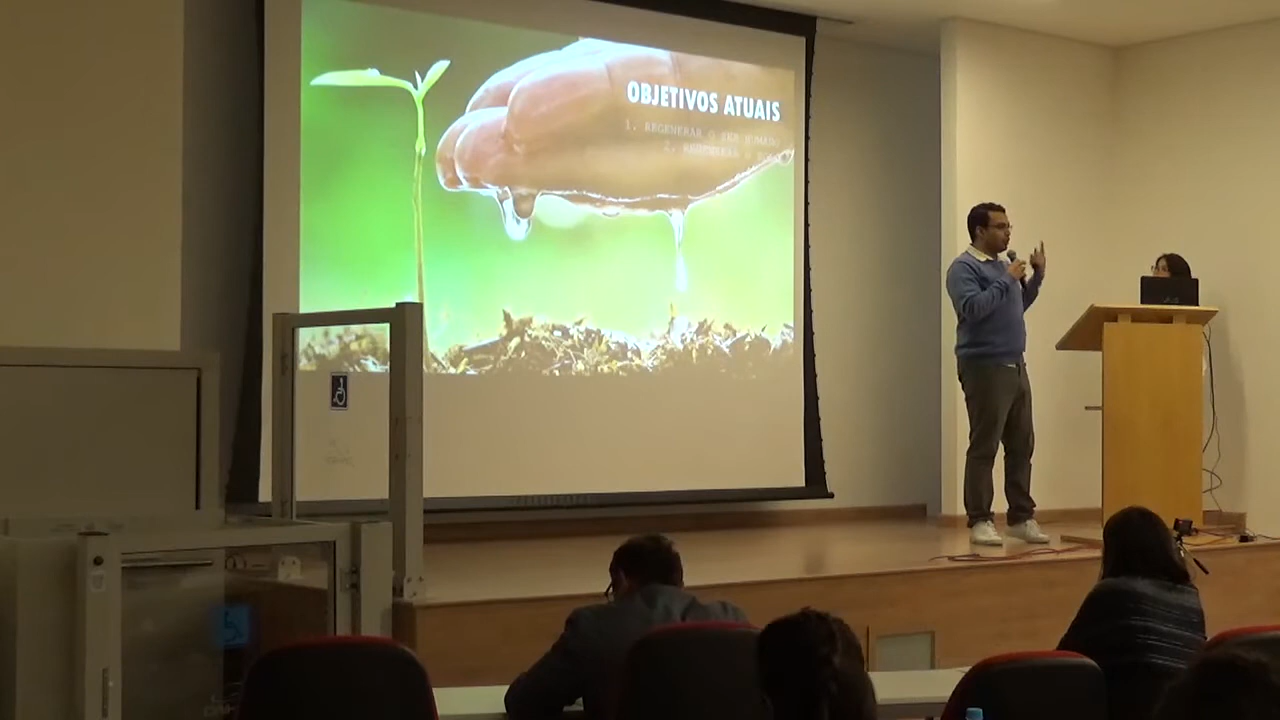 OBJETIVOS ATUAIS
1. REGENERAR O SER HUMANO
2. REGENERAR O